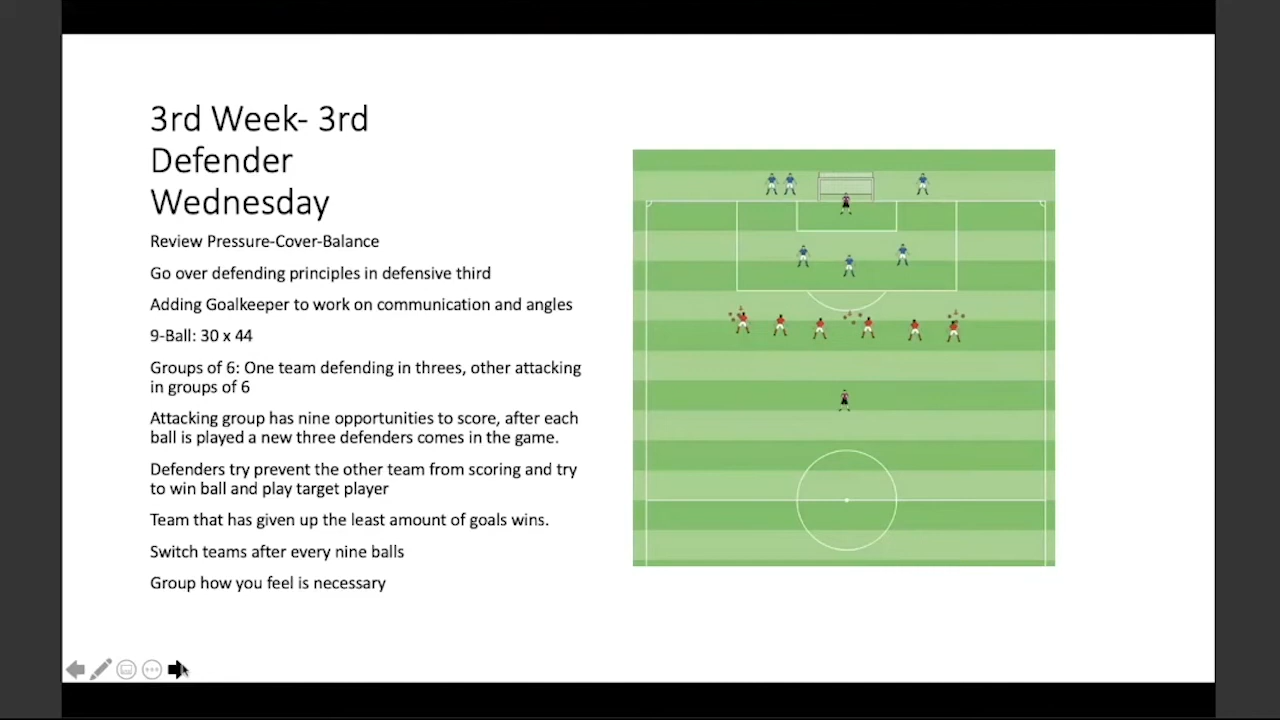 3rd Week- 3rd
Defender
Wednesday
Review Pressure-Cover-Balance
Go over defending principles in defensive third
Adding Goalkeeper to work on communication and angles
9-Ball: 30 x 44
Groups of 6: One team defending in threes, other attacking
in groups of 6
Attacking group has nine opportunities to score, after each
ball is played a new three defenders comes in the game.
Defenders try prevent the other team from scoring and try
to win ball and play target player
Team that has given up the least amount of goals wins.
Switch teams after every nine balls
Group how you feel is necessary